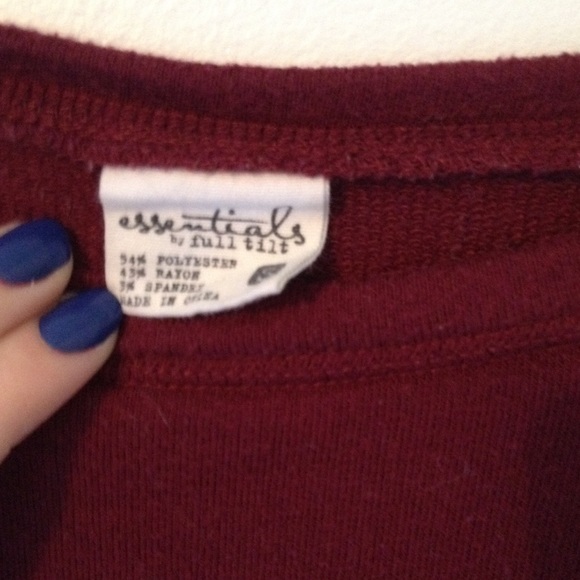 essentials
by full tilt
54% POLYESTER
43% RAYON
3% SPANDEX
MADE IN CHINA